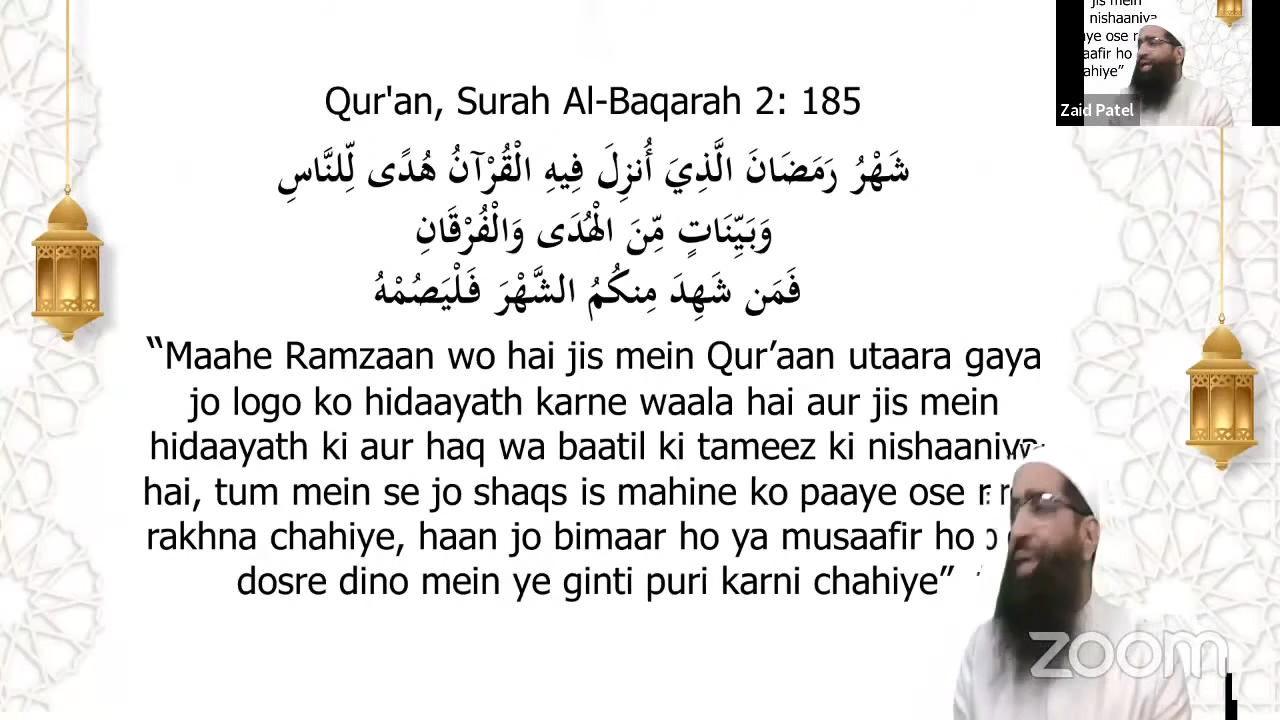 Qur'an, Surah Al-Baqarah 2: 185
شَهْرُ رَمَضَانَ الَّذِيَ أُنزِلَ فِيهِ الْقُرْآنُ هُدًى لِّلنَّاسِ
وَبَيِّنَاتٍ مِّنَ الْهُدَى وَالْفُرْقَانِ
فَمَن شَهِدَ مِنكُمُ الشَّهْرَ فَلْيَصُمْهُ
“Maahe Ramzaan wo hai jis mein Qur’aan utaara gaya
jo logo ko hidaayath karne waala hai aur jis mein
hidaayath ki aur haq wa baatil ki tameez ki
hai, tum mein se jo shaqs is mahine ko paaye ose
rakhna chahiye, haan jo bimaar ho ya musaafir ho
dosre dino mein ye ginti puri karni chahiye”
jis mein
ose
ho
Zaid Patel
zoom